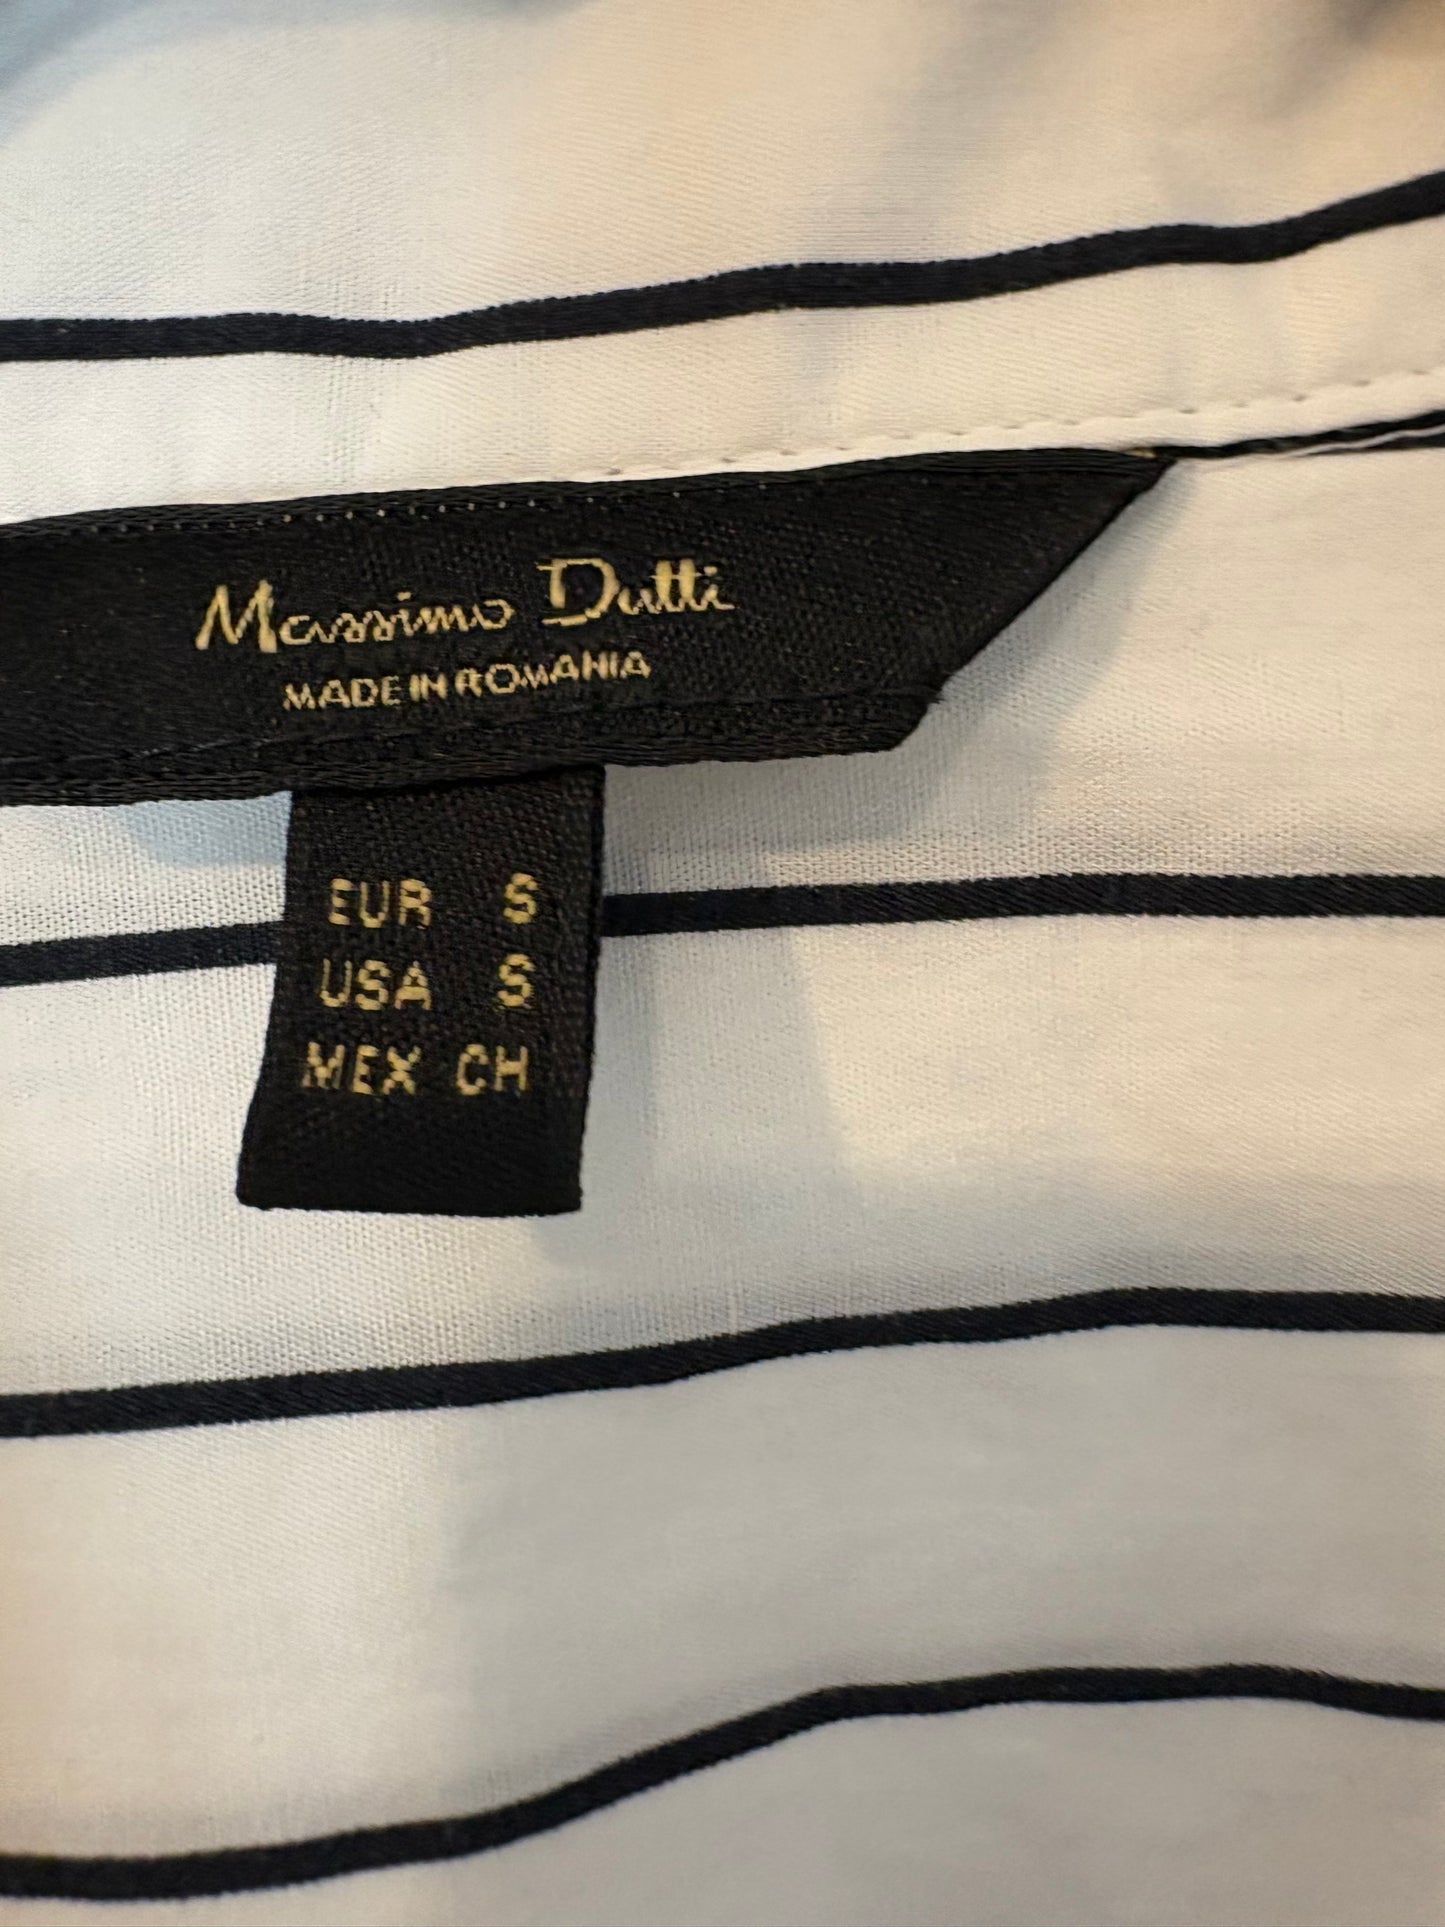 Massimo Dutti
MADE IN ROMANIA
EUR S
USA S
MEX CH